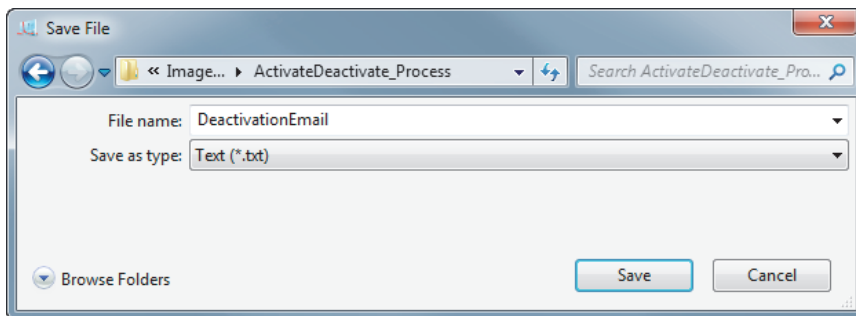 Save File
« Image... ▸ ActivateDeactivate_Process Search ActivateDeactivate_Pro...
File name: DeactivationEmail
Save as type: Text (*.txt)
Browse Folders Save Cancel